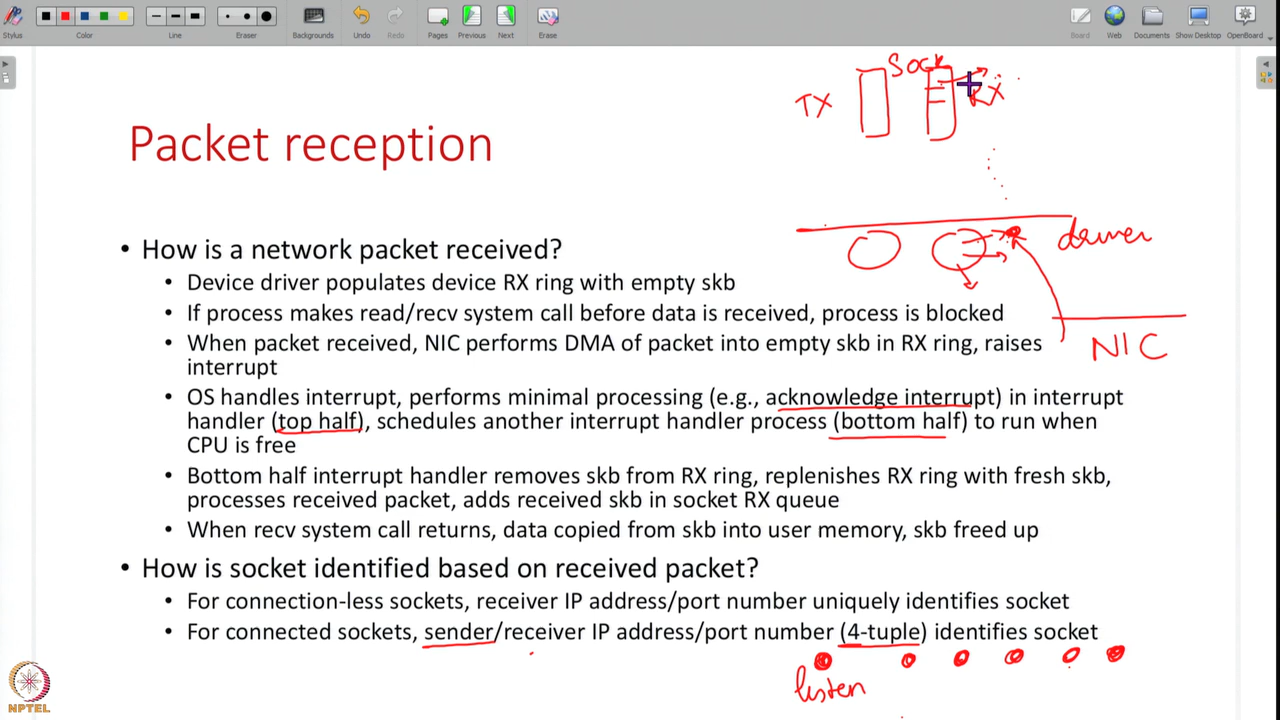 Stylus
Color
Line
Eraser
Backgrounds
Undo
Redo
Pages
Previous
Next
Erase
Board
Web
Documents
Show Desktop
OpenBoard
Sock
TX
RX
Packet reception
driver
NIC
• How is a network packet received?
• Device driver populates device RX ring with empty skb
• If process makes read/recv system call before data is received, process is blocked
• When packet received, NIC performs DMA of packet into empty skb in RX ring, raises
interrupt
• OS handles interrupt, performs minimal processing (e.g., acknowledge interrupt) in interrupt
handler (top half), schedules another interrupt handler process (bottom half) to run when
CPU is free
• Bottom half interrupt handler removes skb from RX ring, replenishes RX ring with fresh skb,
processes received packet, adds received skb in socket RX queue
• When recv system call returns, data copied from skb into user memory, skb freed up
• How is socket identified based on received packet?
• For connection-less sockets, receiver IP address/port number uniquely identifies socket
• For connected sockets, sender/receiver IP address/port number (4-tuple) identifies socket
listen
NPTEL